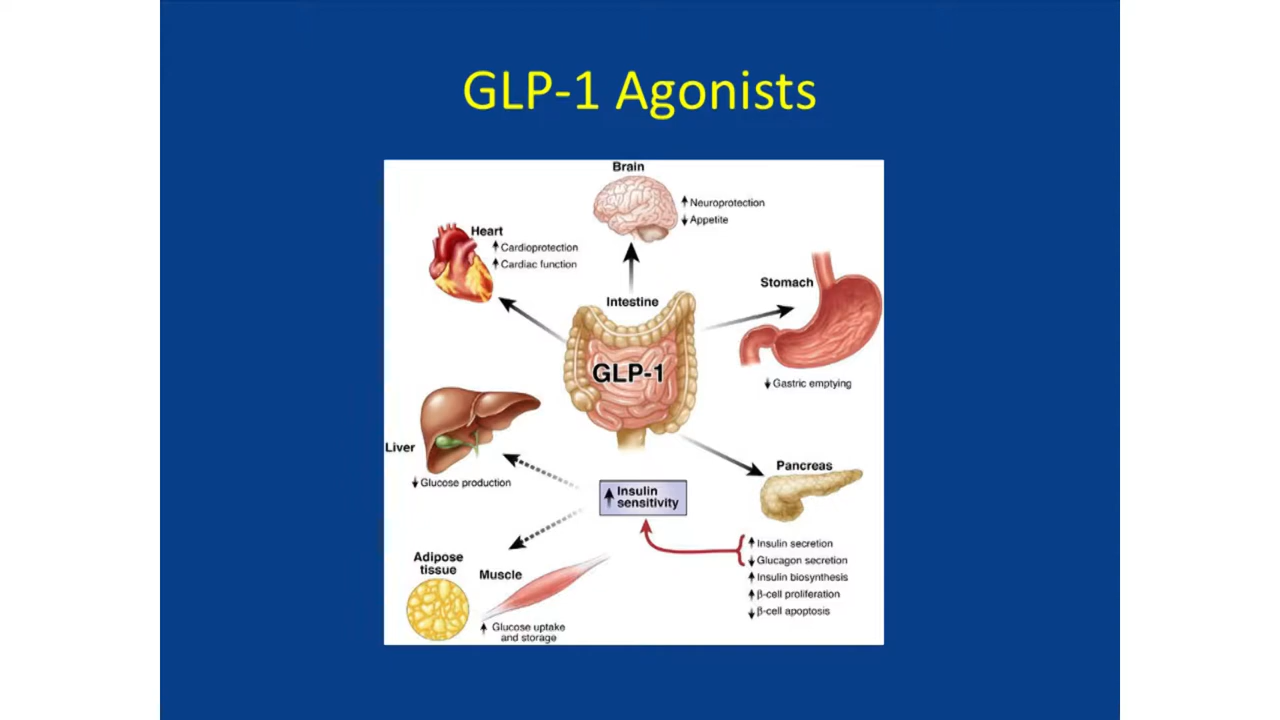 GLP-1 Agonists
Brain
↑ Neuroprotection
↓ Appetite
Heart
↑ Cardioprotection
↑ Cardiac function
Stomach
↓ Gastric emptying
Intestine
GLP-1
Liver
↓ Glucose production
↑ Insulin
sensitivity
Pancreas
↑ Insulin secretion
↓ Glucagon secretion
↑ Insulin biosynthesis
↑ β-cell proliferation
↓ β-cell apoptosis
Adipose
tissue
Muscle
↑ Glucose uptake
and storage